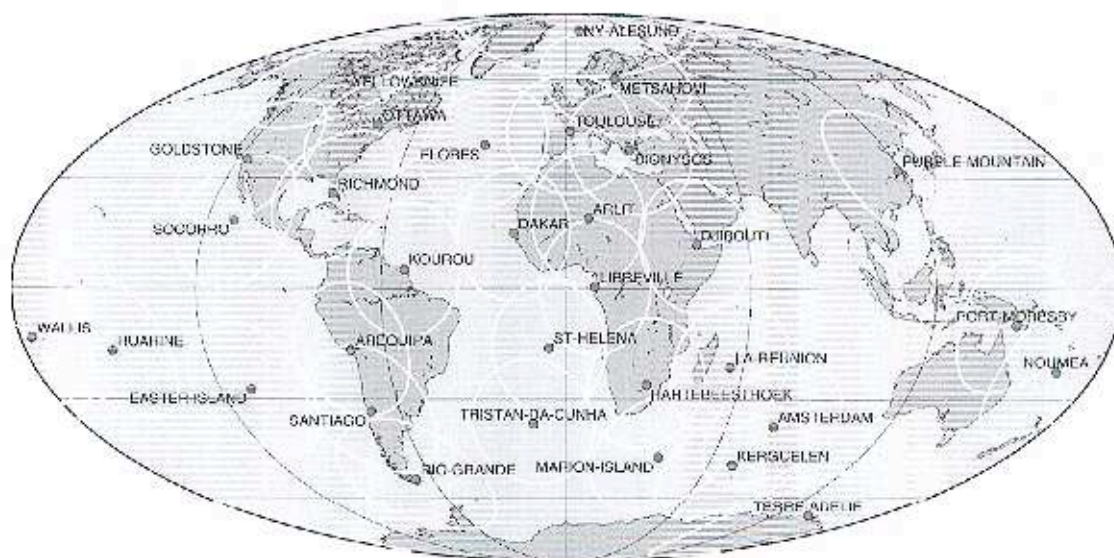 NY-ALESUND
YELLOWKNIFE
METSAHOVI
OTTAWA
TOULOUSE
GOLDSTONE
FLORES
DIONYSOS
PURPLE-MOUNTAIN
RICHMOND
SOCORRO
DAKAR
ARLIT
DJIBOUTI
KOUROU
LIBREVILLE
WALLIS
HUAHINE
AREQUIPA
ST-HELENA
PORT-MORESBY
LA-REUNION
NOUMEA
EASTER-ISLAND
HARTEBEESTHOEK
SANTIAGO
TRISTAN-DA-CUNHA
AMSTERDAM
RIO-GRANDE
MARION-ISLAND
KERGUELEN
TERRE-ADELIE